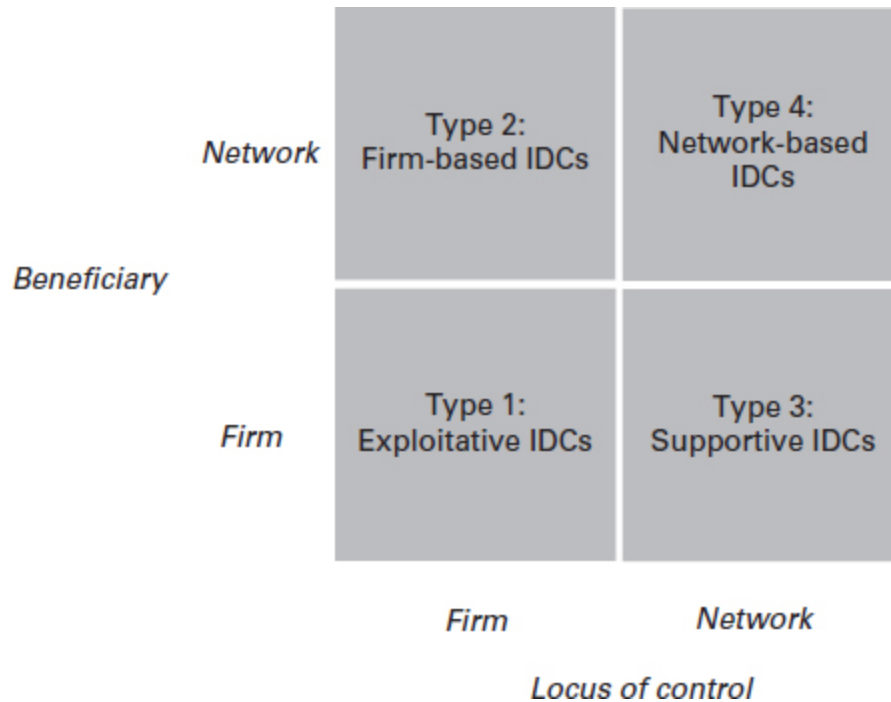 Type 2:
Firm-based IDCs
Type 4:
Network-based
IDCs
Network
Beneficiary
Type 1:
Exploitative IDCs
Type 3:
Supportive IDCs
Firm
Firm
Network
Locus of control